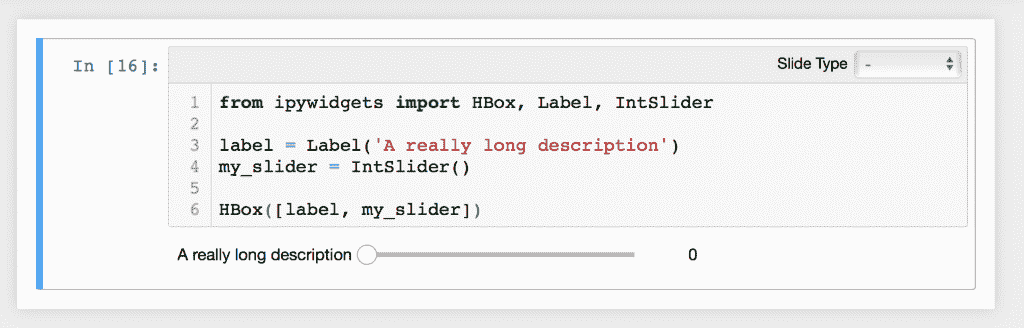 In [16]:
Slide Type -
1 from ipywidgets import HBox, Label, IntSlider
2
3 label = Label('A really long description')
4 my_slider = IntSlider()
5
6 HBox([label, my_slider])
A really long description 0